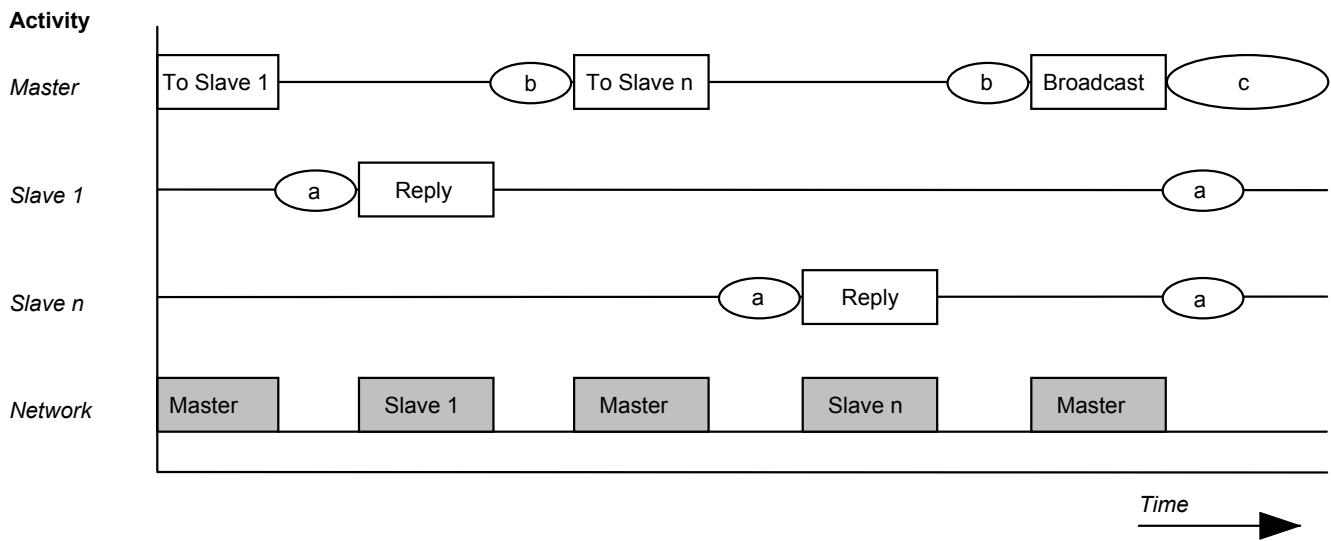 Activity
Master To Slave 1 b To Slave n b Broadcast c
Slave 1 a Reply a
Slave n a Reply a
Network Master Slave 1 Master Slave n Master
Time